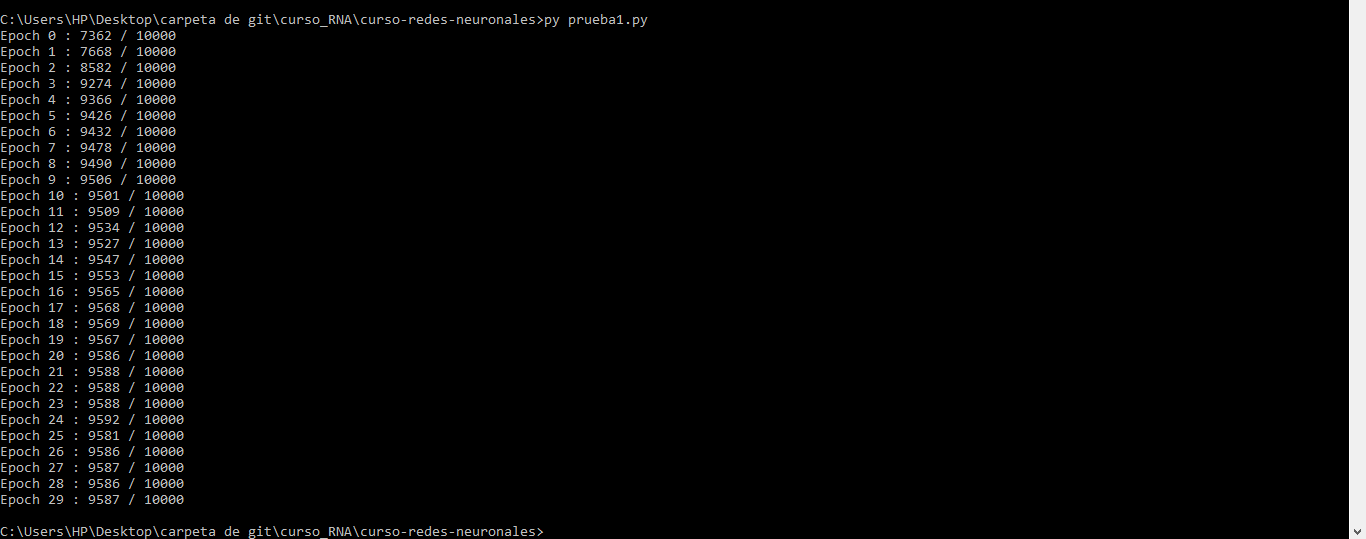 C:\Users\HP\Desktop\carpeta de git\curso_RNA\curso-redes-neuronales>py prueba1.py
Epoch 0 : 7362 / 10000
Epoch 1 : 7668 / 10000
Epoch 2 : 8582 / 10000
Epoch 3 : 9274 / 10000
Epoch 4 : 9366 / 10000
Epoch 5 : 9426 / 10000
Epoch 6 : 9432 / 10000
Epoch 7 : 9478 / 10000
Epoch 8 : 9490 / 10000
Epoch 9 : 9506 / 10000
Epoch 10 : 9501 / 10000
Epoch 11 : 9509 / 10000
Epoch 12 : 9534 / 10000
Epoch 13 : 9527 / 10000
Epoch 14 : 9547 / 10000
Epoch 15 : 9553 / 10000
Epoch 16 : 9565 / 10000
Epoch 17 : 9568 / 10000
Epoch 18 : 9569 / 10000
Epoch 19 : 9567 / 10000
Epoch 20 : 9586 / 10000
Epoch 21 : 9588 / 10000
Epoch 22 : 9588 / 10000
Epoch 23 : 9588 / 10000
Epoch 24 : 9592 / 10000
Epoch 25 : 9581 / 10000
Epoch 26 : 9586 / 10000
Epoch 27 : 9587 / 10000
Epoch 28 : 9586 / 10000
Epoch 29 : 9587 / 10000
C:\Users\HP\Desktop\carpeta de git\curso_RNA\curso-redes-neuronales>